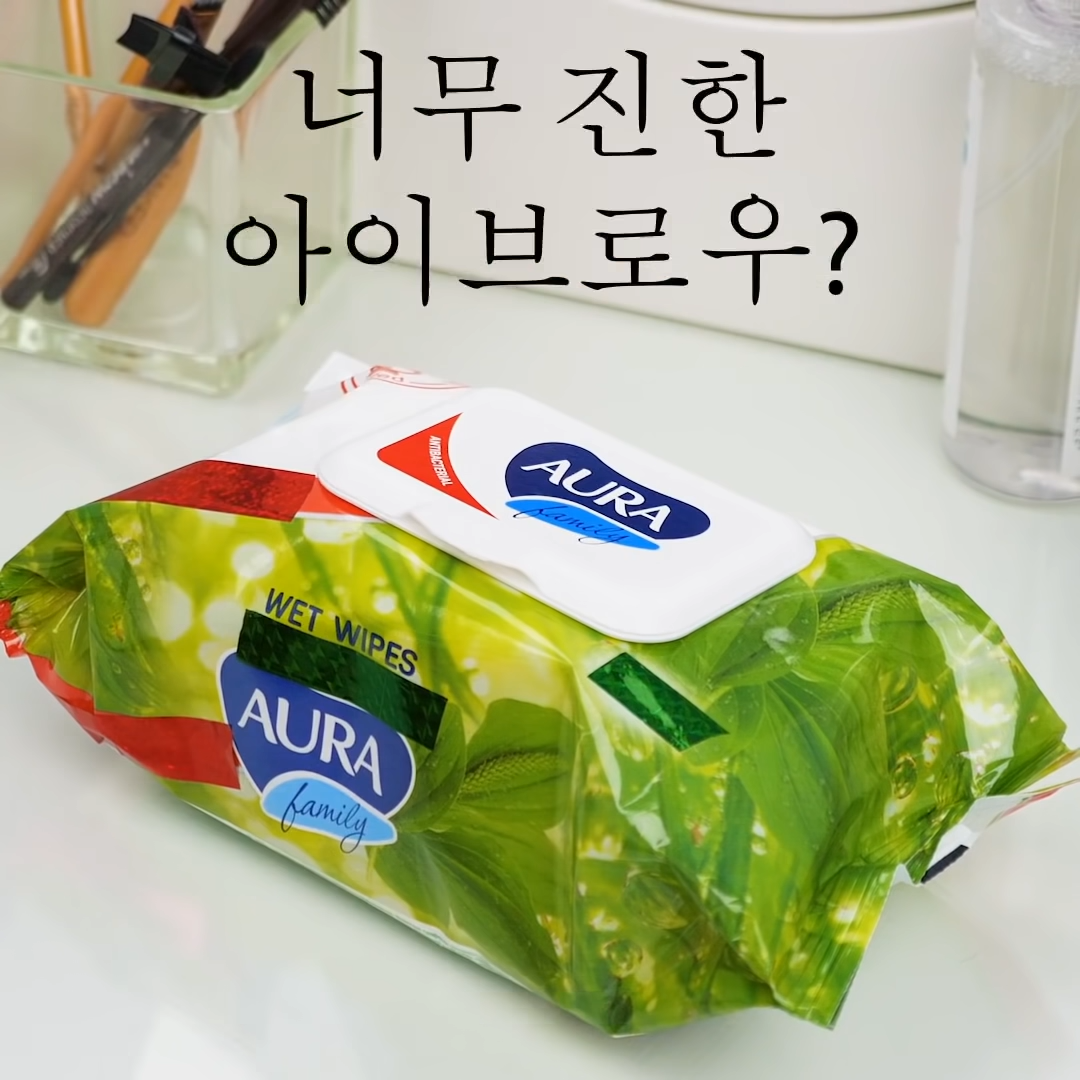 너무 진한
아이브로우?
ANTIBACTERIAL
AURA
family
WET WIPES
AURA
family